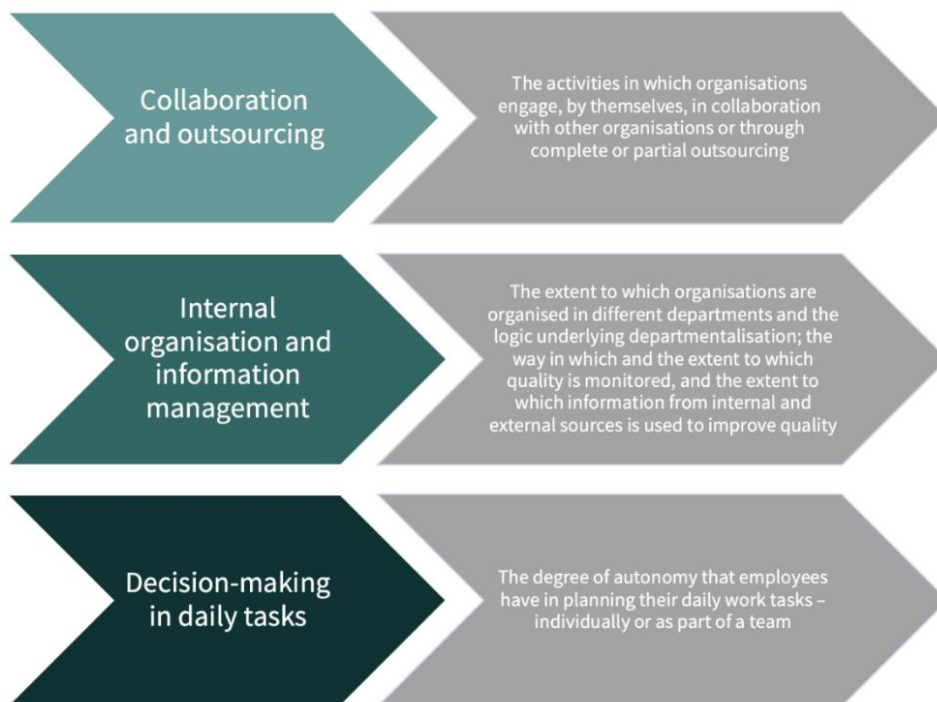 Collaboration
and outsourcing
The activities in which organisations
engage, by themselves, in collaboration
with other organisations or through
complete or partial outsourcing
Internal
organisation and
information
management
The extent to which organisations are
organised in different departments and the
logic underlying departmentalisation; the
way in which and the extent to which
quality is monitored, and the extent to
which information from internal and
external sources is used to improve quality
Decision-making
in daily tasks
The degree of autonomy that employees
have in planning their daily work tasks –
individually or as part of a team